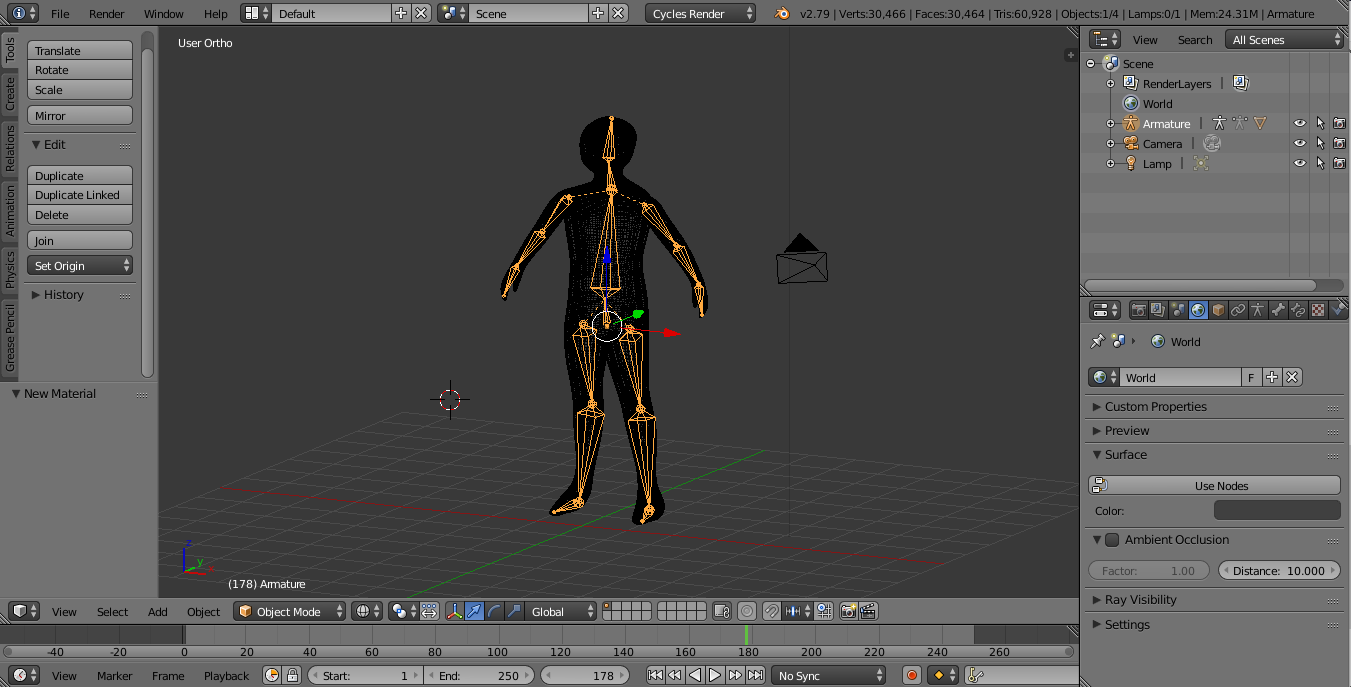 File Render Window Help Default Scene Cycles Render v2.79 | Verts:30,466 | Faces:30,464 | Tris:60,928 | Objects:1/4 | Lamps:0/1 | Mem:24.31M | Armature
Tools
Create
Relations
Animation
Physics
Grease Pencil
Translate
Rotate
Scale
Mirror
Edit
Duplicate
Duplicate Linked
Delete
Join
Set Origin
History
New Material
User Ortho
z
y
(178) Armature
View Select Add Object Object Mode Global
-40 -20 0 20 40 60 80 100 120 140 160 180 200 220 240 260
View Marker Frame Playback Start: 1 End: 250 178 No Sync
View Search All Scenes
Scene
RenderLayers
World
Armature
Camera
Lamp
World
World F
Custom Properties
Preview
Surface
Use Nodes
Color:
Ambient Occlusion
Factor: 1.00 Distance: 10.000
Ray Visibility
Settings